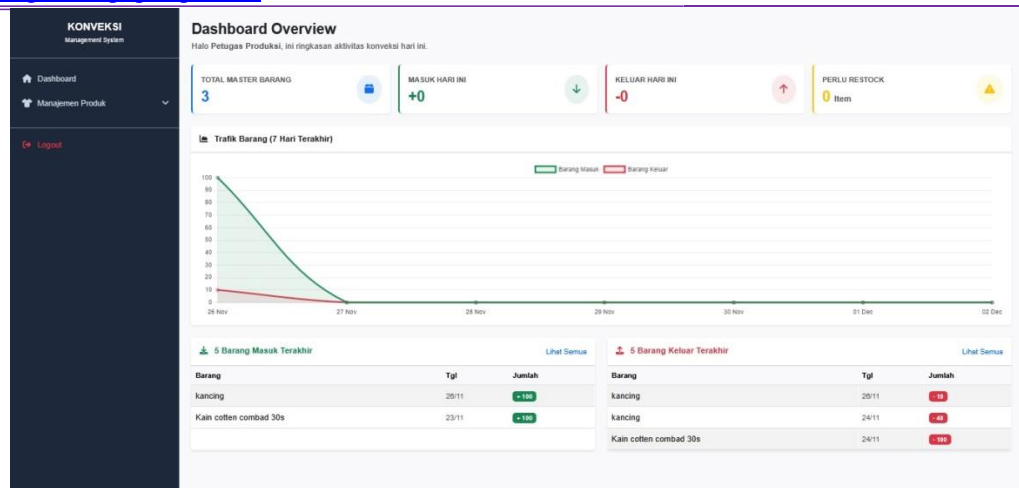 KONVEKSI
Management System
Dashboard
Manajemen Produk
Logout
Dashboard Overview
Halo Petugas Produksi, ini ringkasan aktivitas konveksi hari ini.
TOTAL MASTER BARANG
3
MASUK HARI INI
+0
KELUAR HARI INI
-0
PERLU RESTOCK
0 Item
Trafik Barang (7 Hari Terakhir)
Barang Masuk Barang Keluar
100
90
80
70
60
50
40
30
20
10
0
26 Nov 27 Nov 28 Nov 29 Nov 30 Nov 01 Dec 02 Dec
5 Barang Masuk Terakhir Lihat Semua
Barang Tgl Jumlah
kancing 26/11 + 100
Kain cotten combad 30s 23/11 + 100
5 Barang Keluar Terakhir Lihat Semua
Barang Tgl Jumlah
kancing 26/11 - 10
kancing 24/11
Kain cotten combad 30s 24/11 - 100